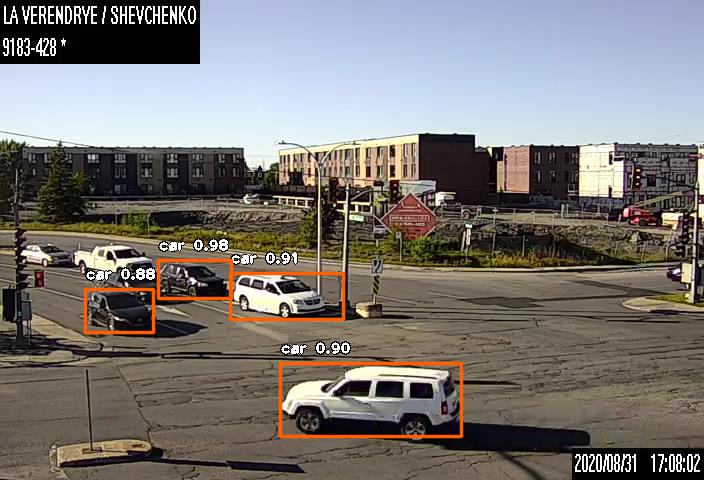 LA VERENDRYE / SHEVCHENKO
9183-428 *
car 0.98
car 0.91
car 0.88
car 0.90
2020/08/31 17:08:02